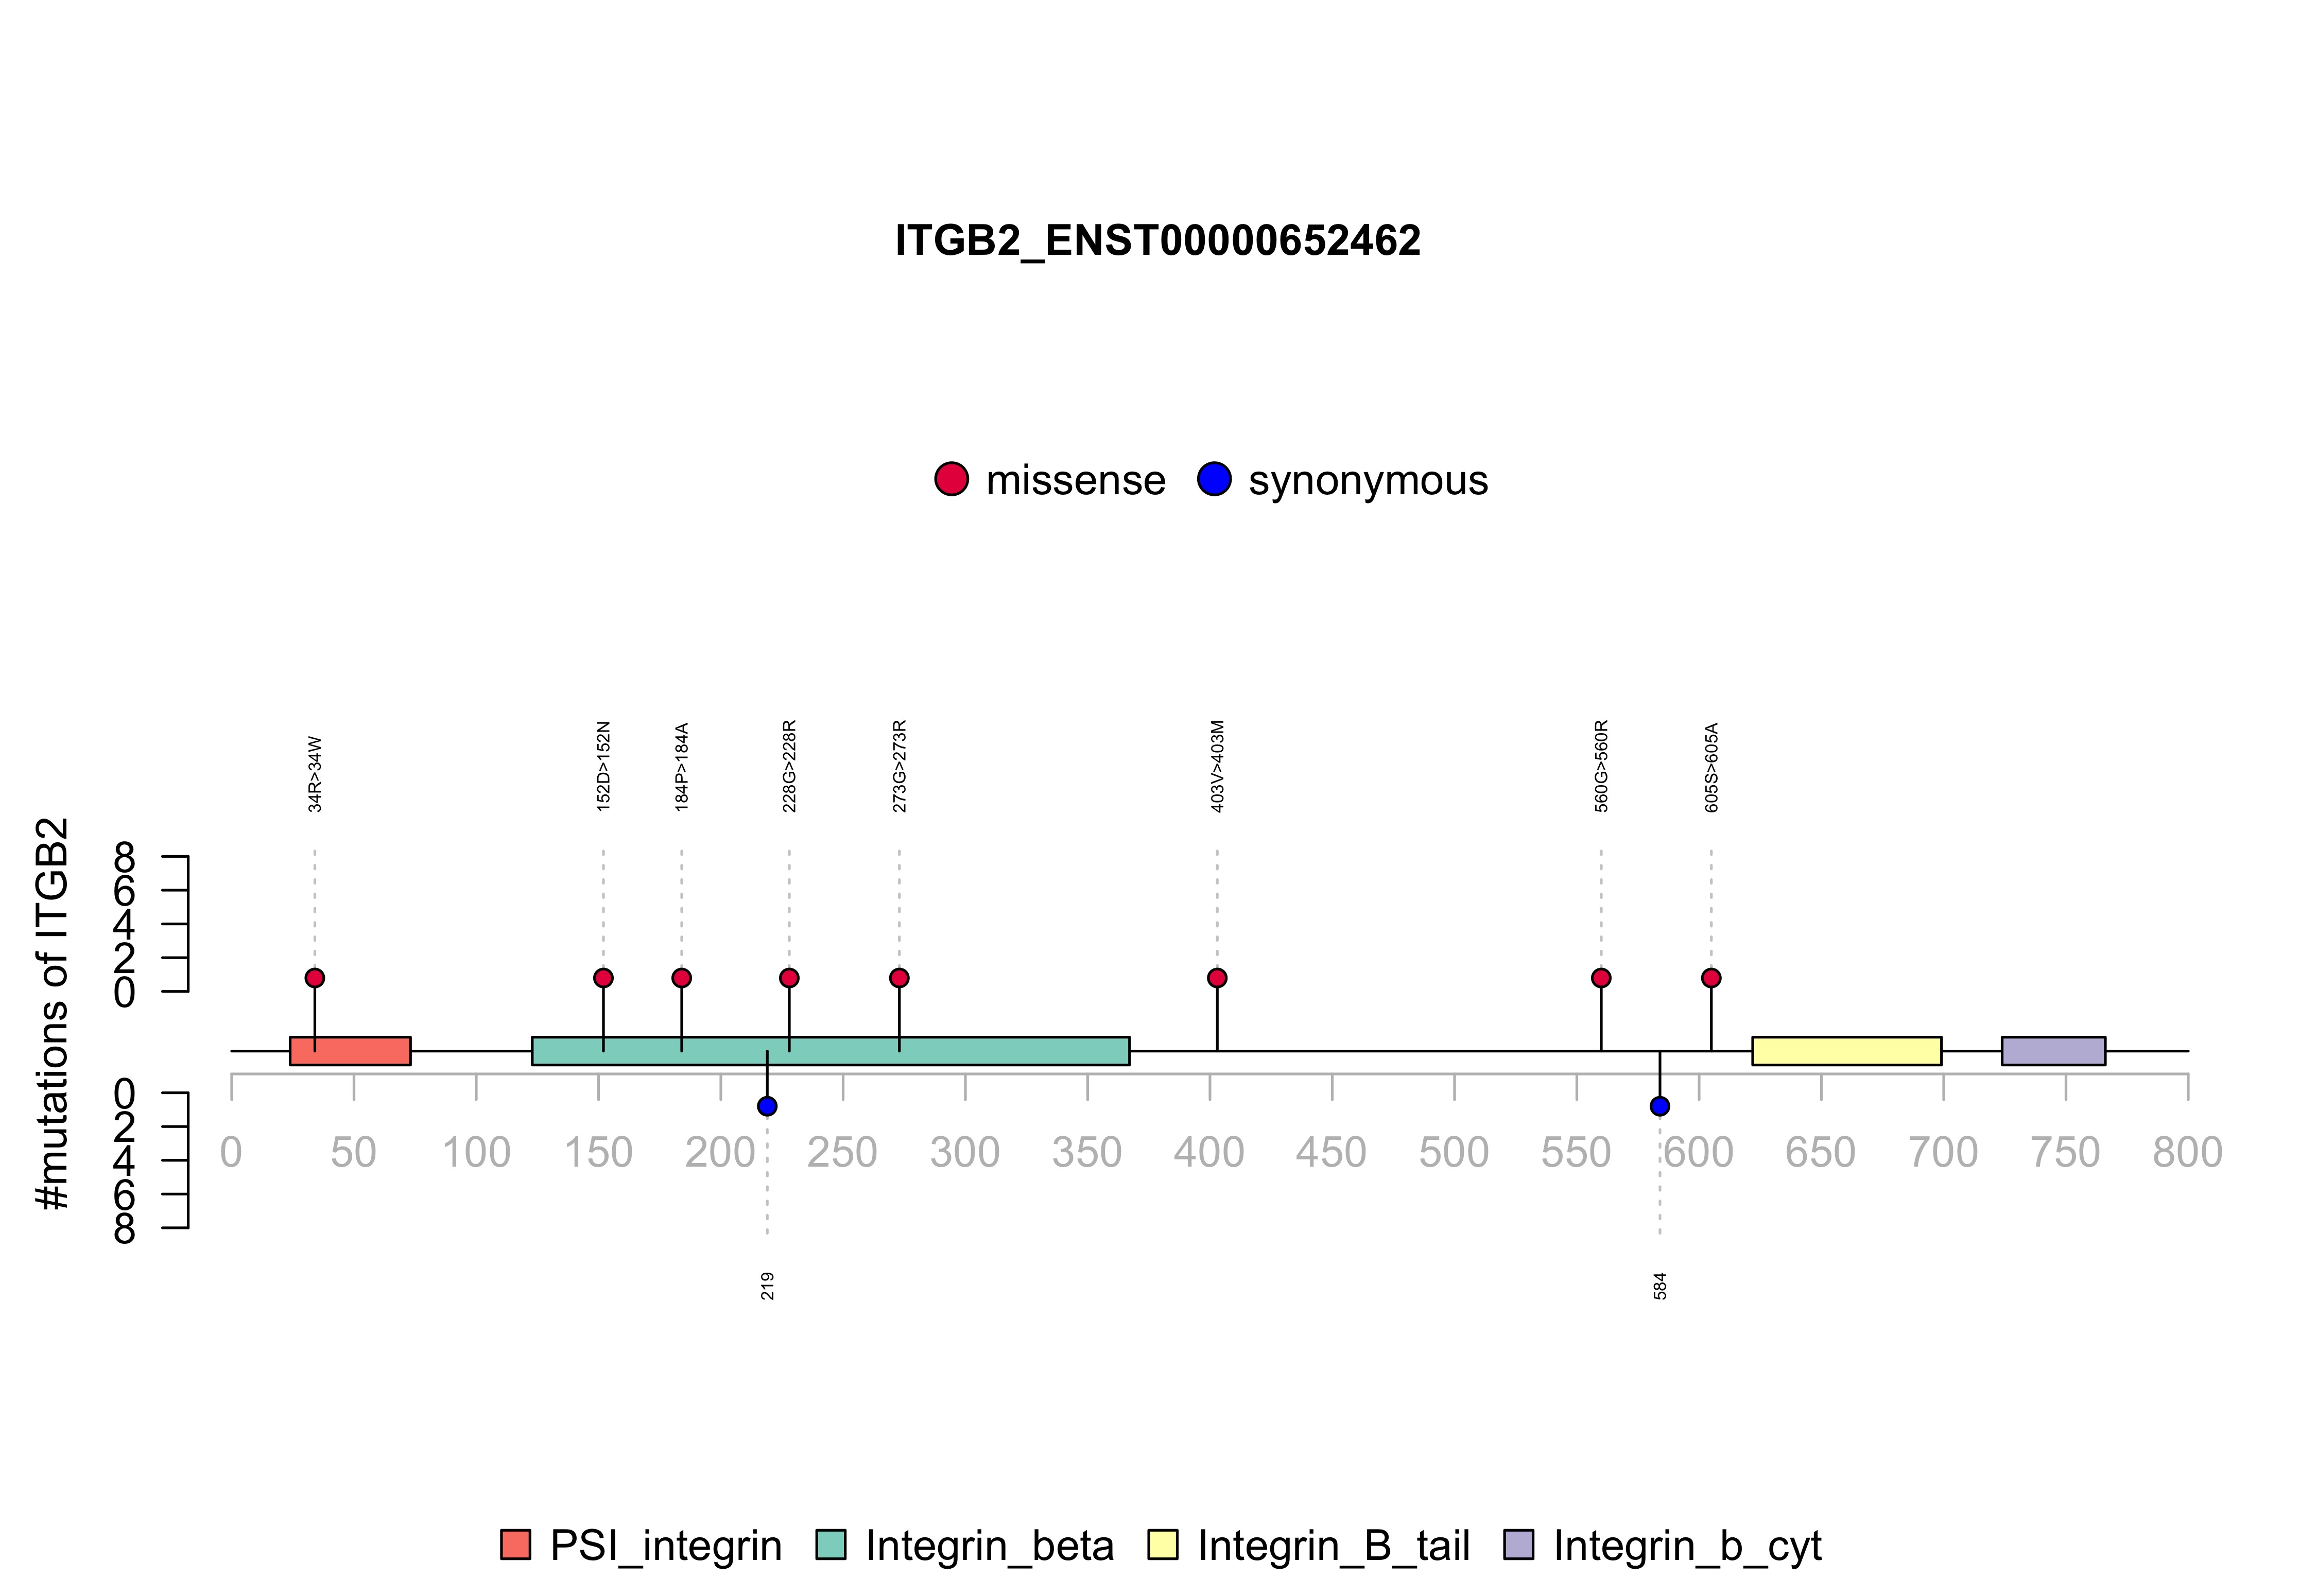 ITGB2_ENST00000652462
missense synonymous
34R>34W
152D>152N
184P>184A
228G>228R
273G>273R
403V>403M
560G>560R
605S>605A
#mutations of ITGB2
8
6
4
2
0
0
2
4
6
8
0 50 100 150 200 250 300 350 400 450 500 550 600 650 700 750 800
219
584
PSI_integrin Integrin_beta Integrin_B_tail Integrin_b_cyt